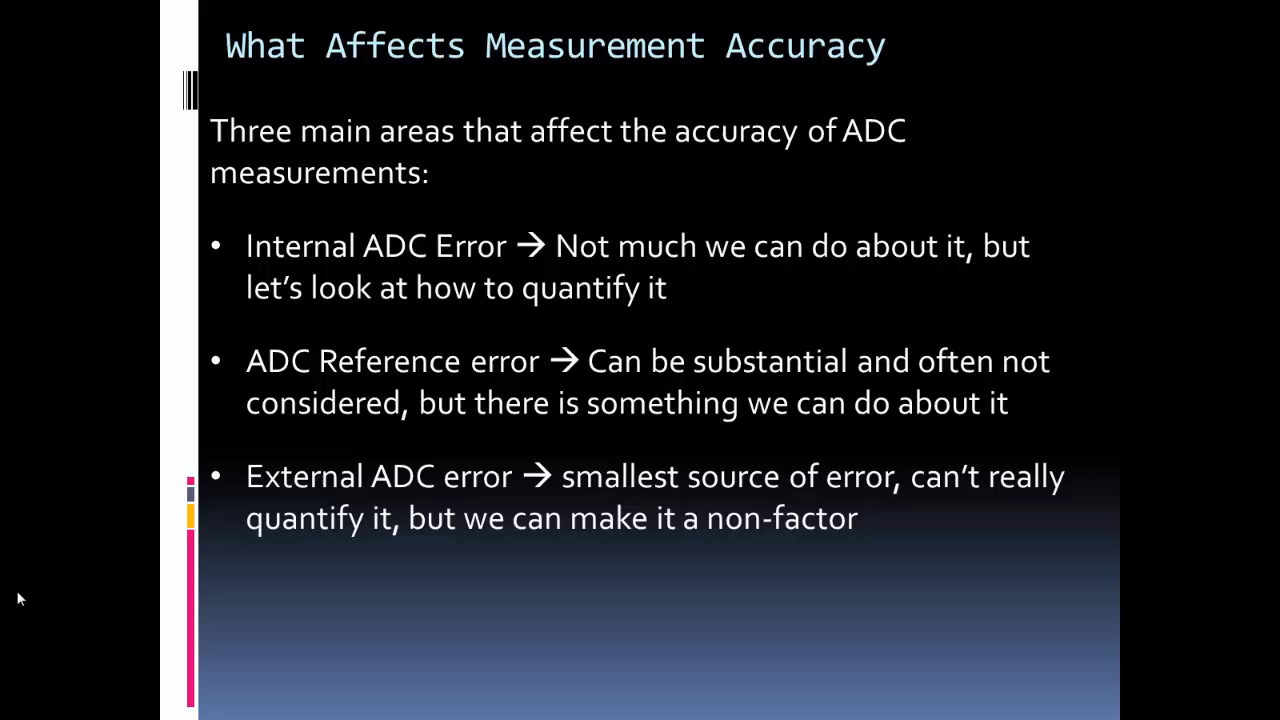 What Affects Measurement Accuracy
Three main areas that affect the accuracy of ADC
measurements:
• Internal ADC Error → Not much we can do about it, but
let’s look at how to quantify it
• ADC Reference error → Can be substantial and often not
considered, but there is something we can do about it
• External ADC error → smallest source of error, can’t really
quantify it, but we can make it a non-factor